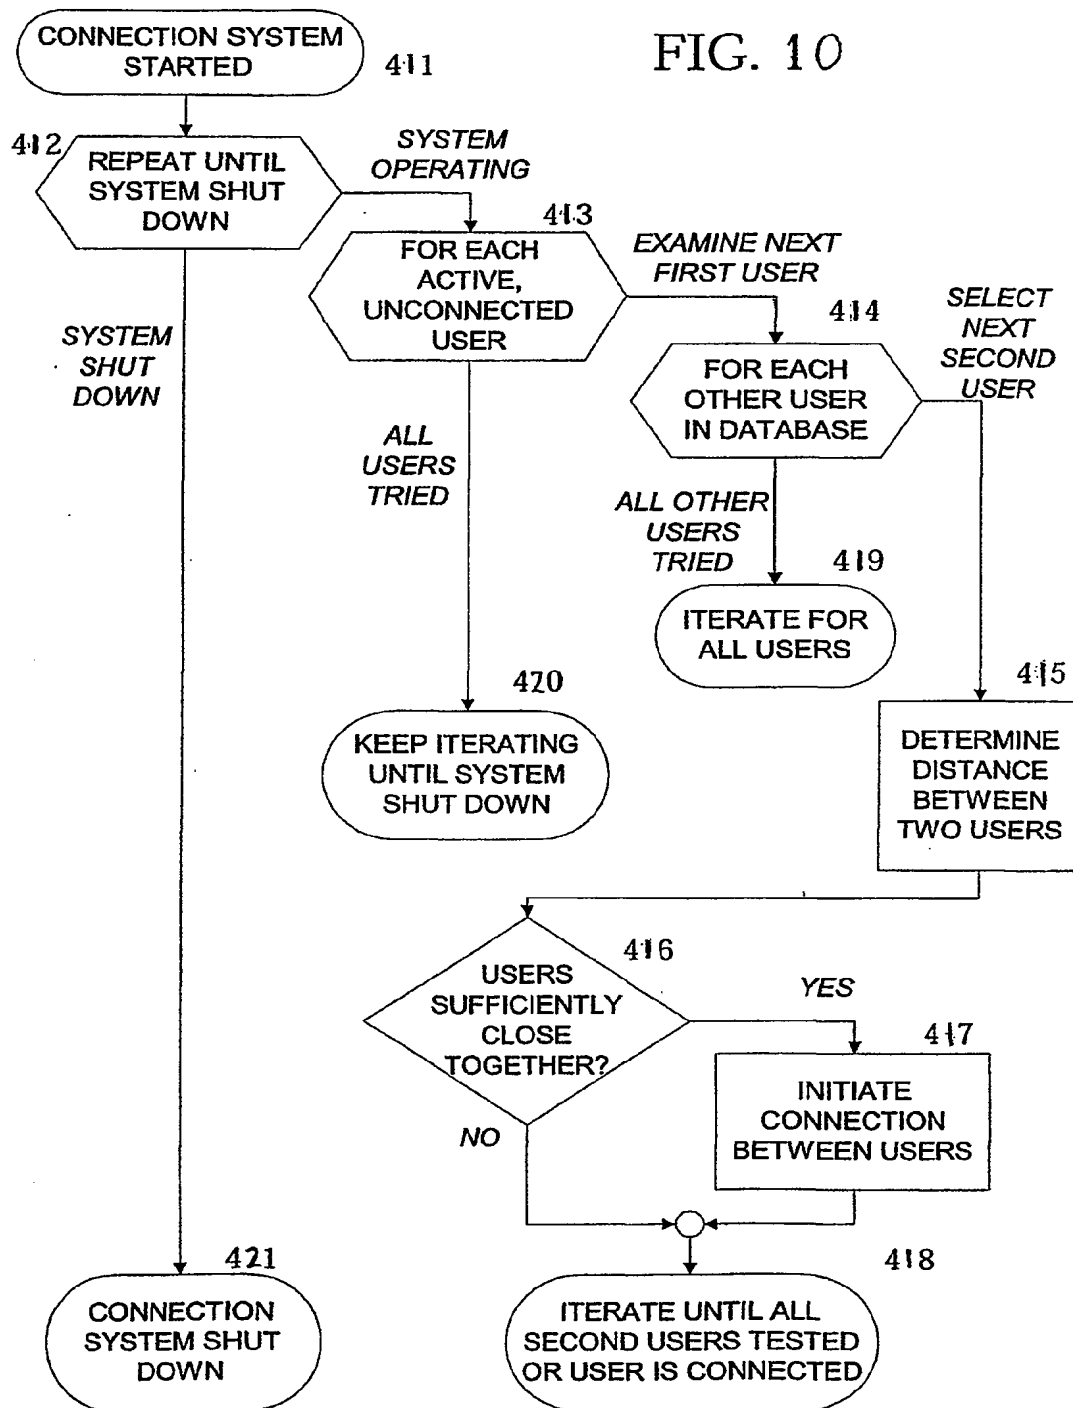 CONNECTION SYSTEM
STARTED
411
FIG. 10
412
REPEAT UNTIL
SYSTEM SHUT
DOWN
SYSTEM
OPERATING
413
FOR EACH
ACTIVE,
UNCONNECTED
USER
EXAMINE NEXT
FIRST USER
414
FOR EACH
OTHER USER
IN DATABASE
SELECT
NEXT
SECOND
USER
SYSTEM
SHUT
DOWN
ALL
USERS
TRIED
ALL OTHER
USERS
TRIED
419
ITERATE FOR
ALL USERS
415
DETERMINE
DISTANCE
BETWEEN
TWO USERS
420
KEEP ITERATING
UNTIL SYSTEM
SHUT DOWN
416
USERS
SUFFICIENTLY
CLOSE
TOGETHER?
YES
417
INITIATE
CONNECTION
BETWEEN USERS
NO
418
ITERATE UNTIL ALL
SECOND USERS TESTED
OR USER IS CONNECTED
421
CONNECTION
SYSTEM SHUT
DOWN